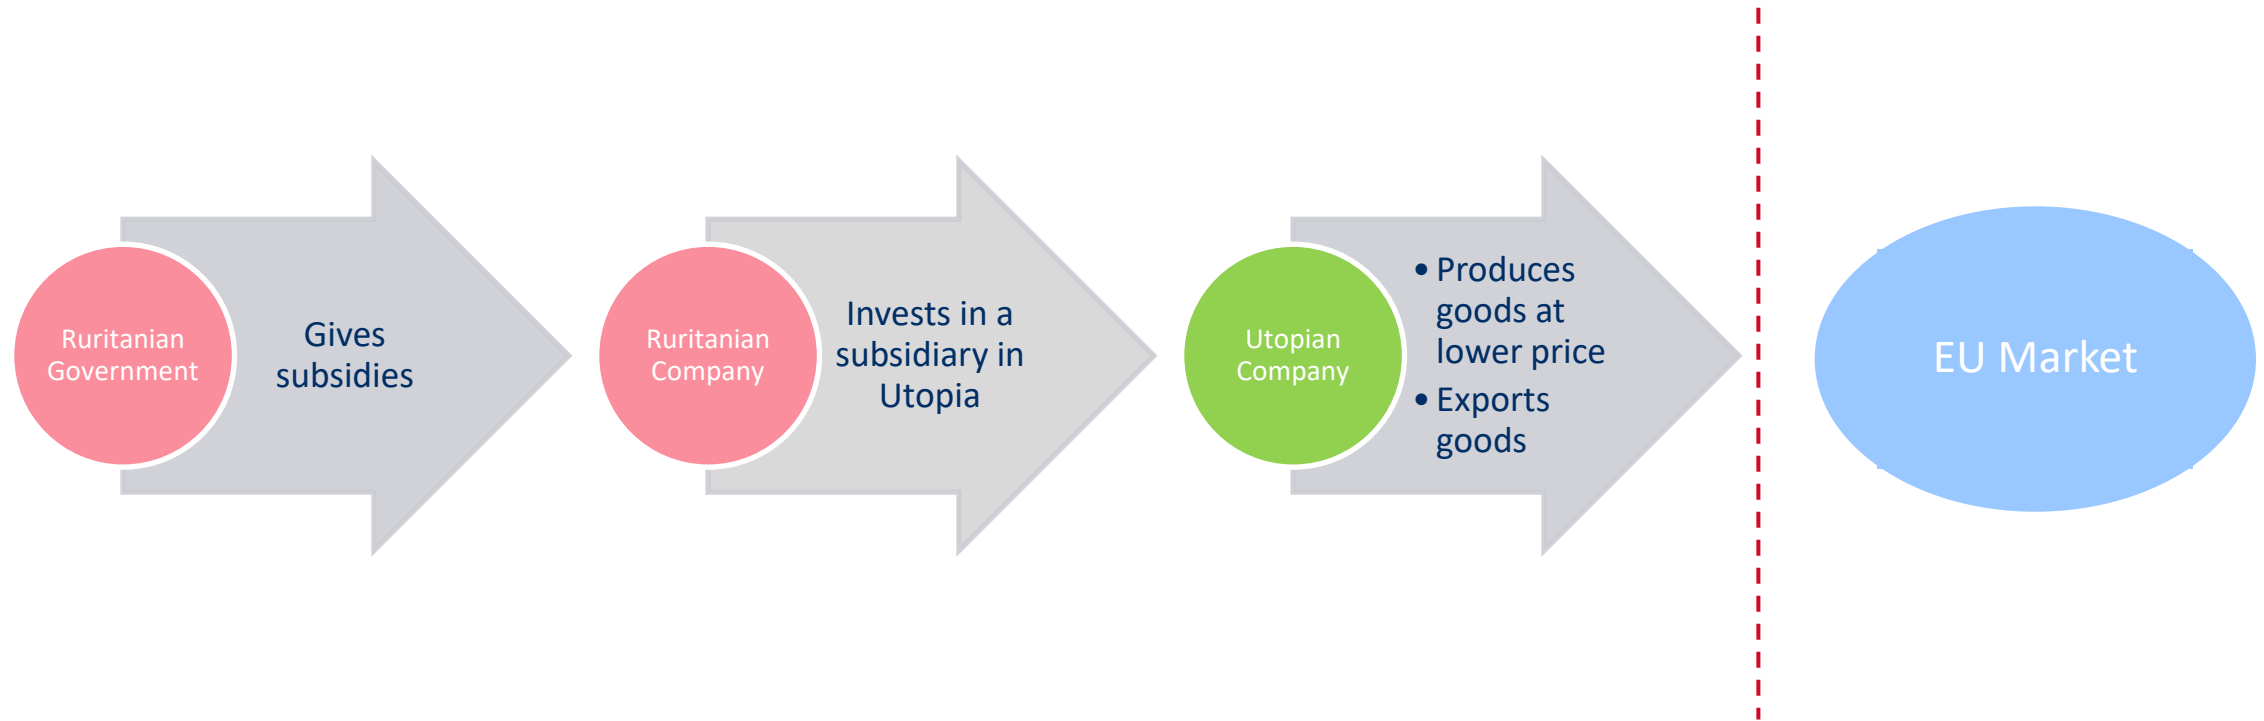 Ruritanian
Government
Gives
subsidies
Ruritanian
Company
Invests in a
subsidiary in
Utopia
Utopian
Company
• Produces
goods at
lower price
• Exports
goods
EU Market